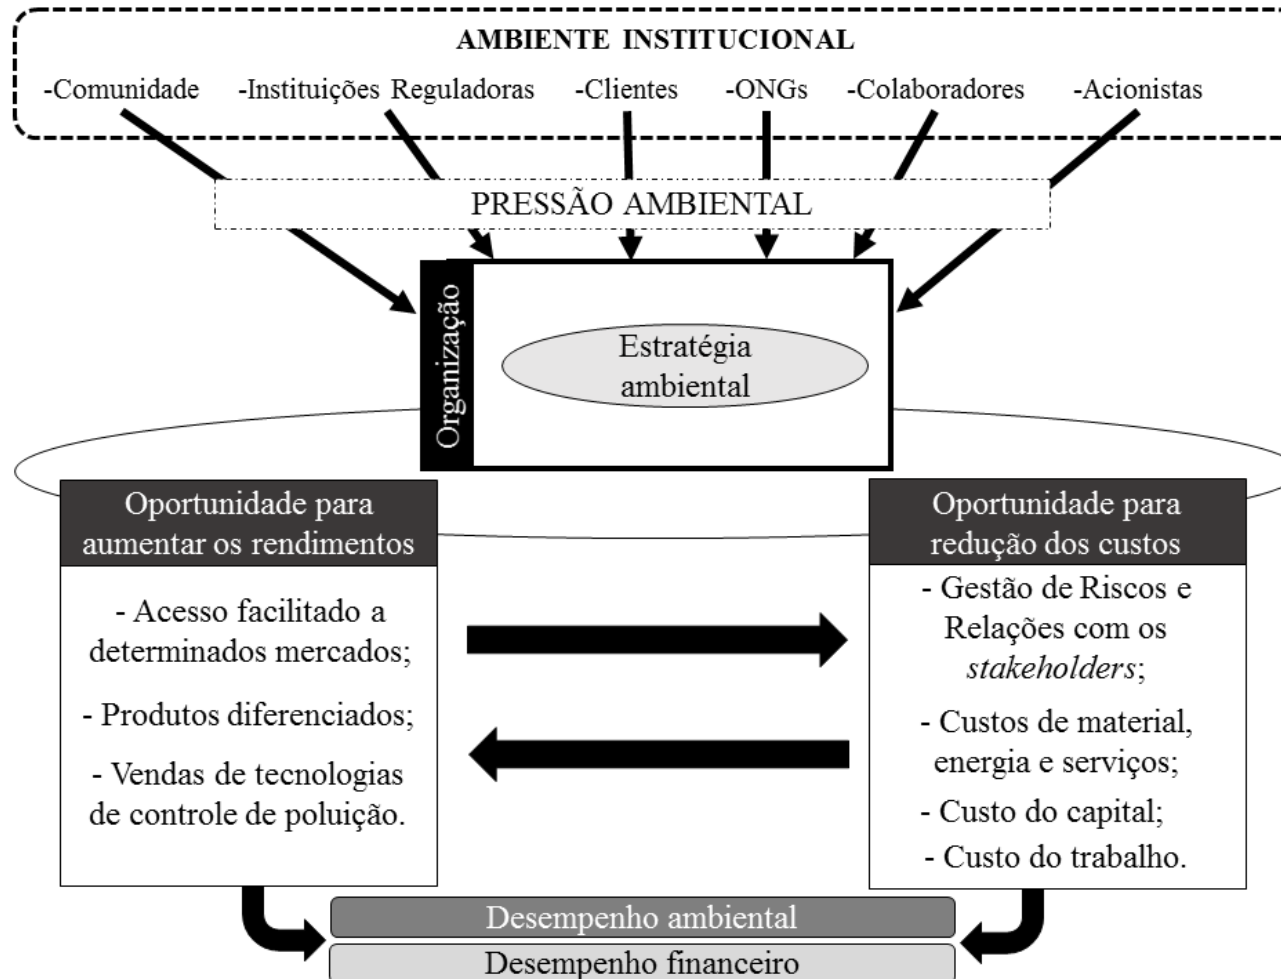 AMBIENTE INSTITUCIONAL
-Comunidade -Instituições Reguladoras -Clientes -ONGs -Colaboradores -Acionistas
PRESSÃO AMBIENTAL
Organização
Estratégia
ambiental
Oportunidade para
aumentar os rendimentos
- Acesso facilitado a
determinados mercados;
- Produtos diferenciados;
- Vendas de tecnologias
de controle de poluição.
Oportunidade para
redução dos custos
- Gestão de Riscos e
Relações com os
stakeholders;
- Custos de material,
energia e serviços;
- Custo do capital;
- Custo do trabalho.
Desempenho ambiental
Desempenho financeiro